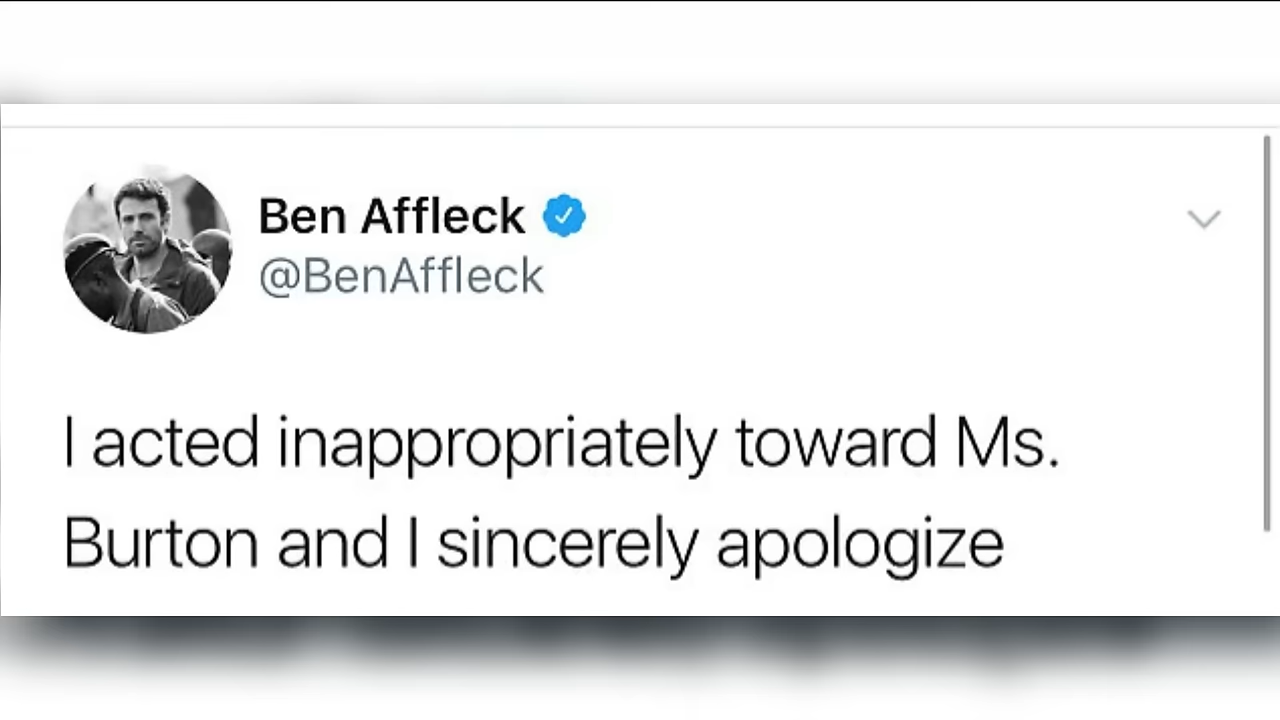 Ben Affleck
@BenAffleck
I acted inappropriately toward Ms.
Burton and I sincerely apologize